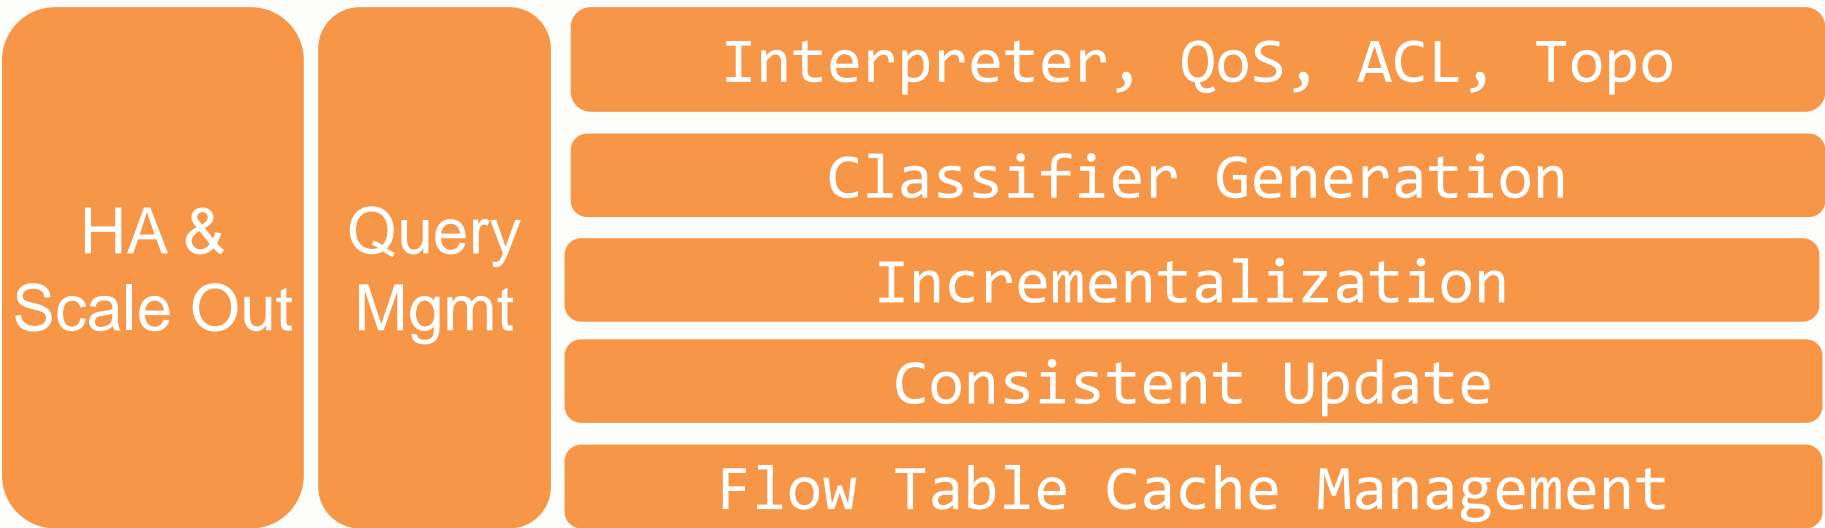 HA &
Scale Out
Query
Mgmt
Interpreter, QoS, ACL, Topo
Classifier Generation
Incrementalization
Consistent Update
Flow Table Cache Management